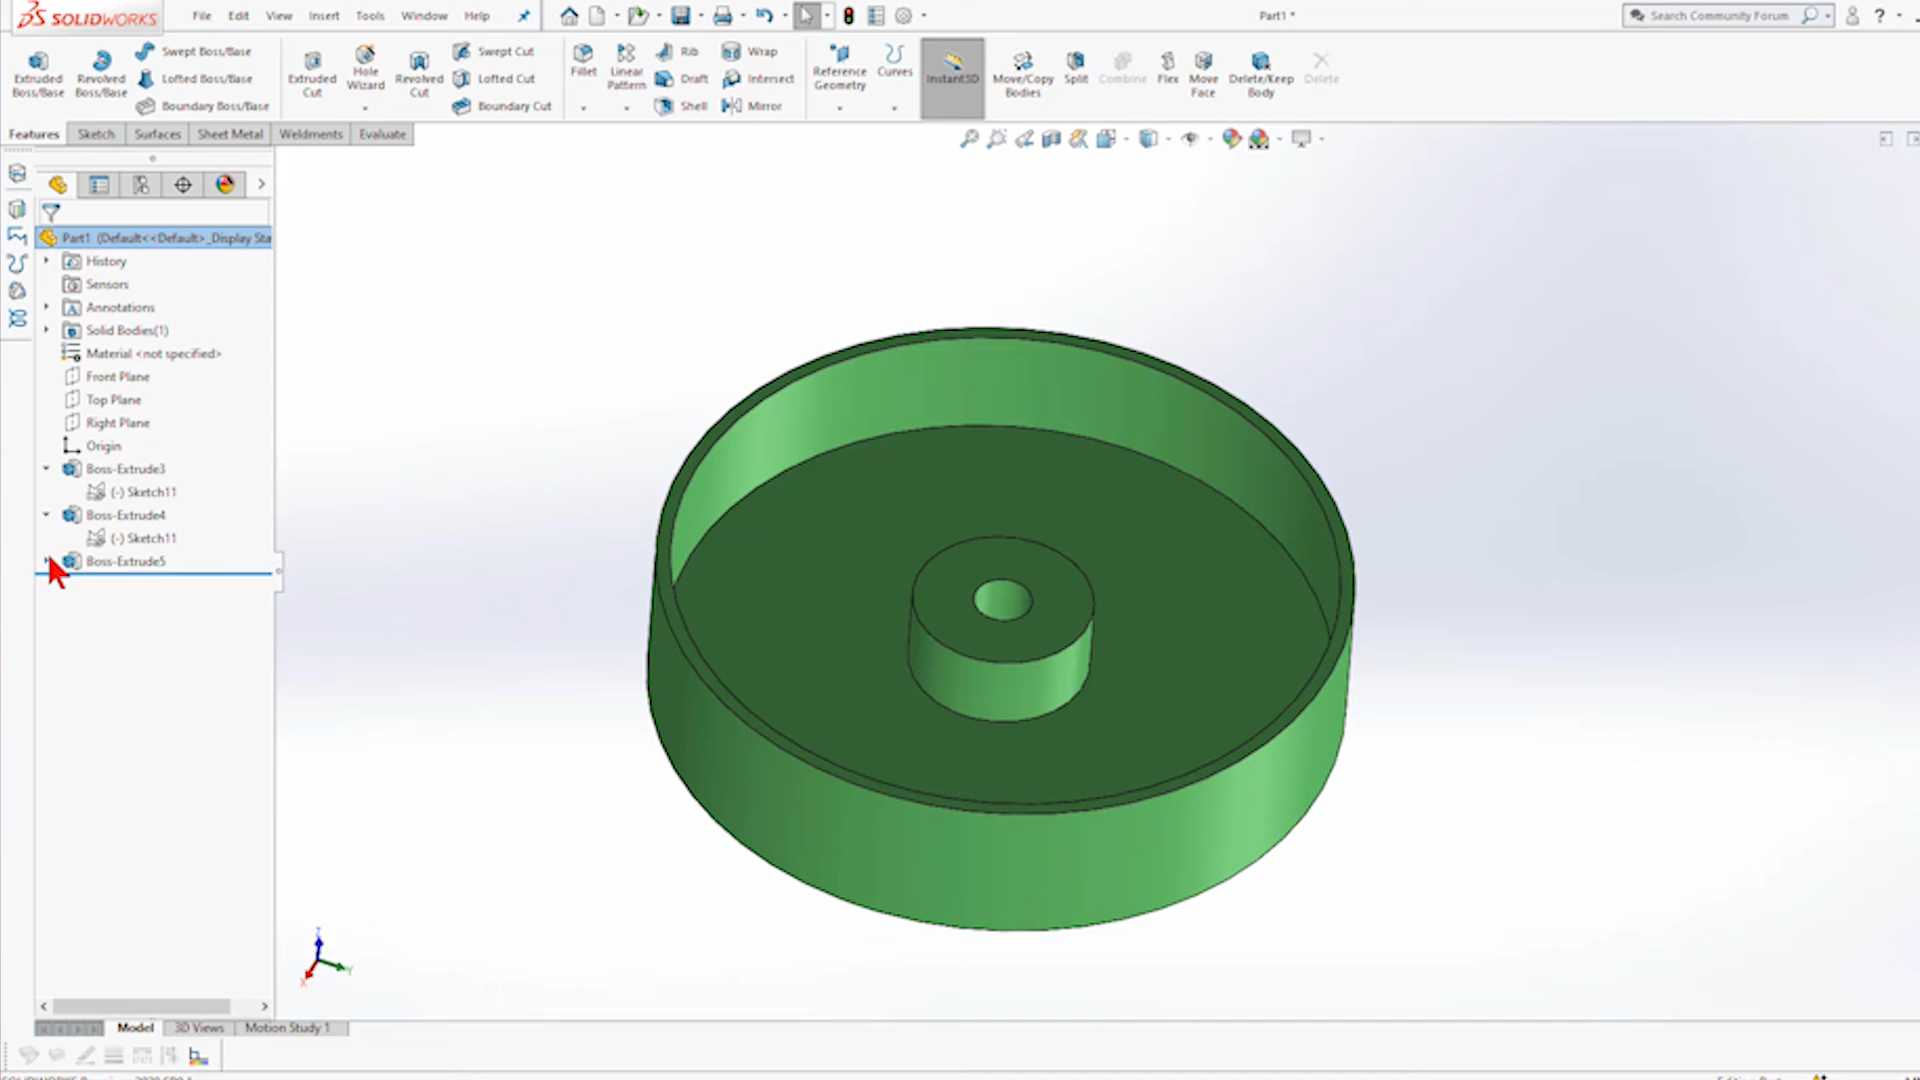 SOLIDWORKS File Edit View Insert Tools Window Help Part1 * Search Community Forum ?
Extruded Boss/Base
Revolved Boss/Base
Swept Boss/Base
Lofted Boss/Base
Boundary Boss/Base
Extruded Cut
Hole Wizard
Revolved Cut
Swept Cut
Lofted Cut
Boundary Cut
Fillet
Linear Pattern
Rib
Draft
Shell
Wrap
Intersect
Mirror
Reference Geometry
Curves
Instant3D
Move/Copy Bodies
Split
Combine
Flex
Move Face
Delete/Keep Body
Delete
Features Sketch Surfaces Sheet Metal Weldments Evaluate
Part1 (Default<<Default>_Display Sta
History
Sensors
Annotations
Solid Bodies(1)
Material <not specified>
Front Plane
Top Plane
Right Plane
Origin
Boss-Extrude3
(-) Sketch11
Boss-Extrude4
(-) Sketch11
Boss-Extrude5
Z
Y
X
Model 3D Views Motion Study 1